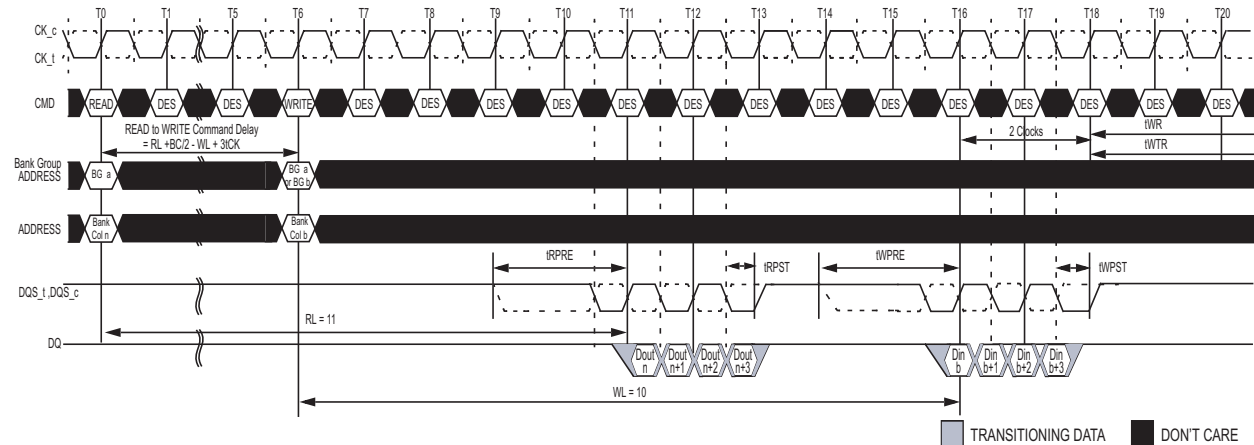 T0 T1 T5 T6 T7 T8 T9 T10 T11 T12 T13 T14 T15 T16 T17 T18 T19 T20
CK_c
CK_t
CMD READ DES DES WRITE DES DES DES DES DES DES DES DES DES DES DES DES DES DES
READ to WRITE Command Delay
= RL +BC/2 - WL + 3tCK
2 Clocks
tWR
tWTR
Bank Group
ADDRESS
BG a
BG a
or BG b
ADDRESS
Bank
Col n
Bank
Col b
tRPRE tRPST tWPRE tWPST
DQS_t ,DQS_c
RL = 11
DQ
Dout
n
Dout
n+1
Dout
n+2
Dout
n+3
Din
b
Din
b+1
Din
b+2
Din
b+3
WL = 10
TRANSITIONING DATA DON'T CARE